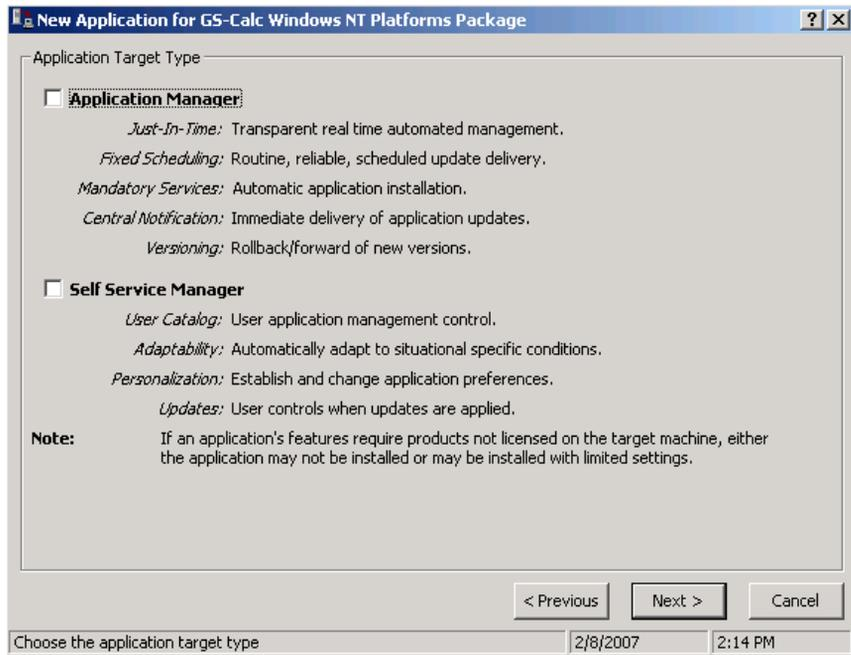 New Application for GS-Calc Windows NT Platforms Package
Application Target Type
Application Manager
Just-In-Time: Transparent real time automated management.
Fixed Scheduling: Routine, reliable, scheduled update delivery.
Mandatory Services: Automatic application installation.
Central Notification: Immediate delivery of application updates.
Versioning: Rollback/forward of new versions.
Self Service Manager
User Catalog: User application management control.
Adaptability: Automatically adapt to situational specific conditions.
Personalization: Establish and change application preferences.
Updates: User controls when updates are applied.
Note: If an application's features require products not licensed on the target machine, either
the application may not be installed or may be installed with limited settings.
< Previous Next > Cancel
Choose the application target type 2/8/2007 2:14 PM